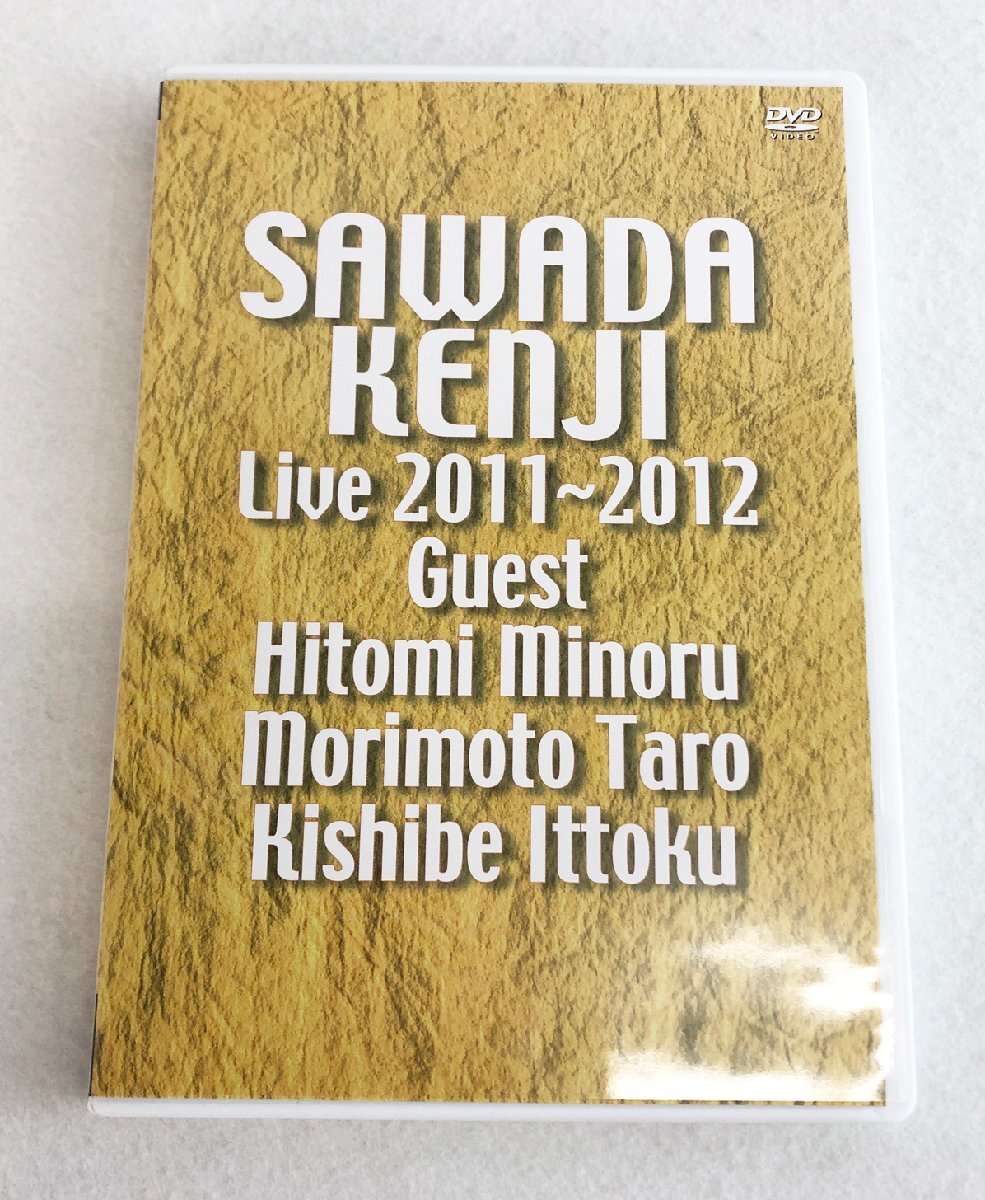 DVD
VIDEO
SAWADA
KENJI
Live 2011~2012
Guest
Hitomi Minoru
Morimoto Taro
Kishibe Ittoku